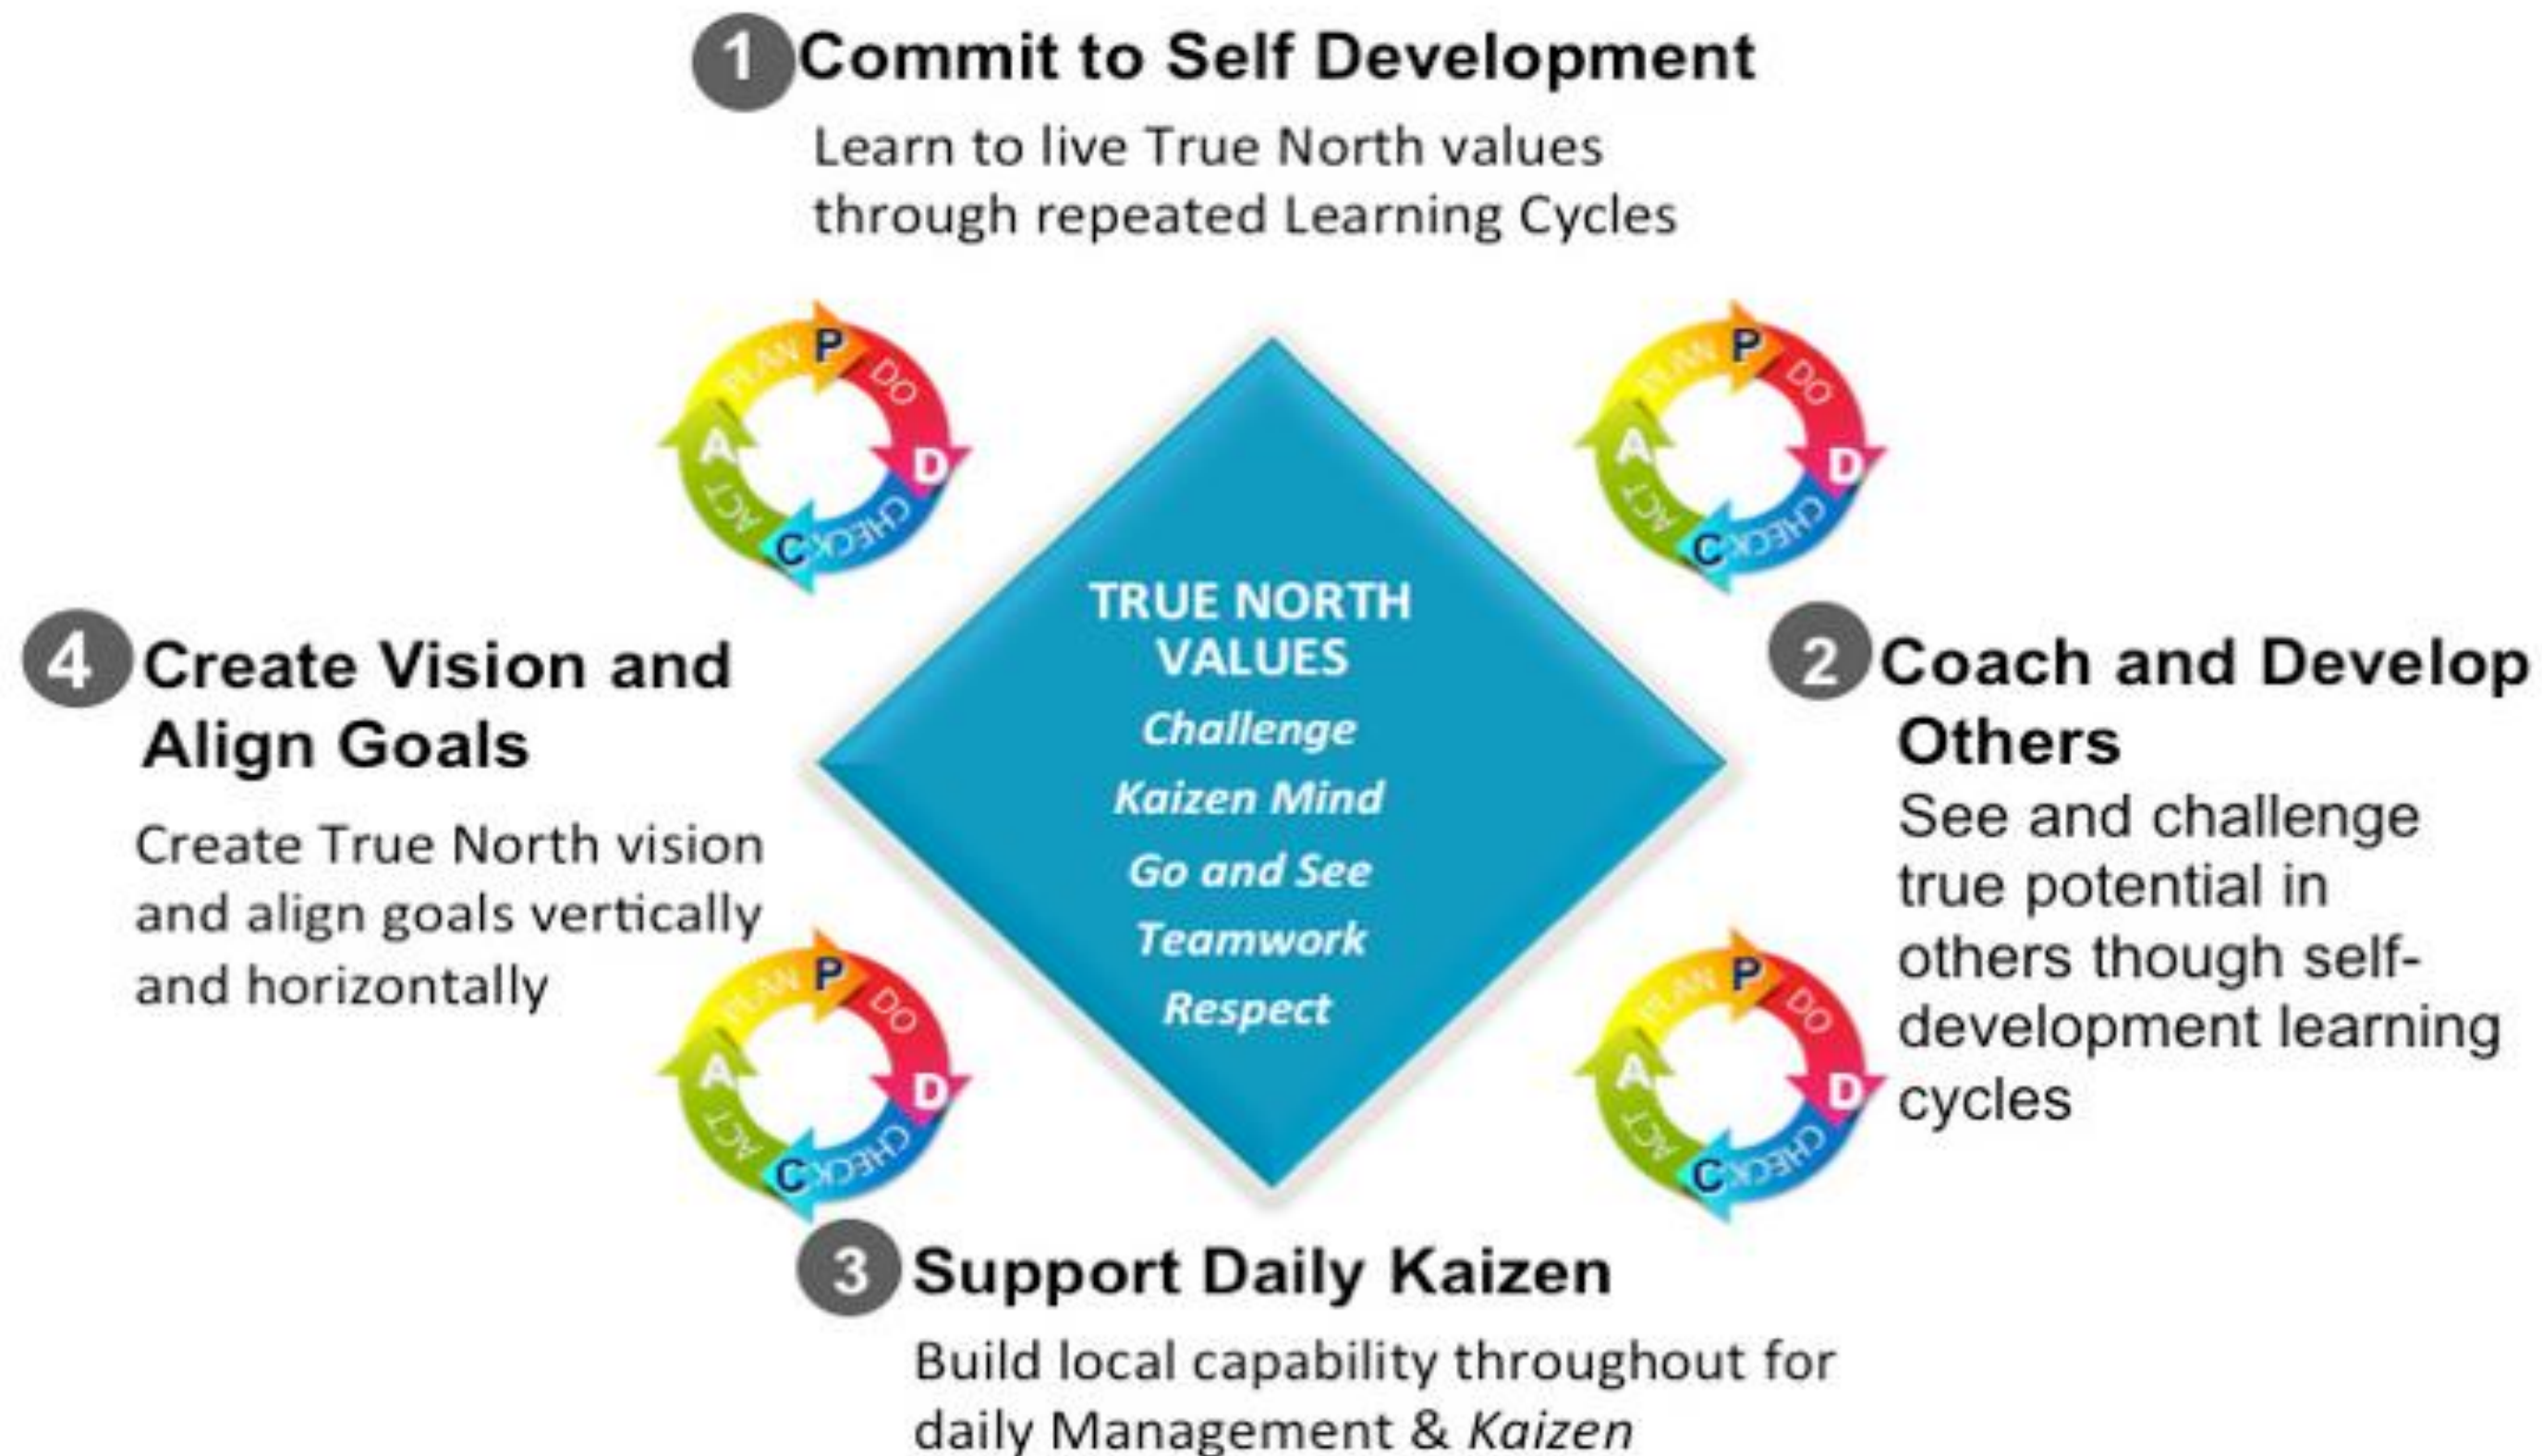 1 Commit to Self Development
Learn to live True North values
through repeated Learning Cycles
PLAN P
DO D
CHECK C
ACT A
PLAN P
DO D
CHECK C
ACT A
TRUE NORTH
VALUES
Challenge
Kaizen Mind
Go and See
Teamwork
Respect
2 Coach and Develop
Others
See and challenge
true potential in
others though self-
development learning
cycles
4 Create Vision and
Align Goals
Create True North vision
and align goals vertically
and horizontally
PLAN P
DO D
CHECK C
ACT A
PLAN P
DO D
CHECK C
ACT A
3 Support Daily Kaizen
Build local capability throughout for
daily Management & Kaizen